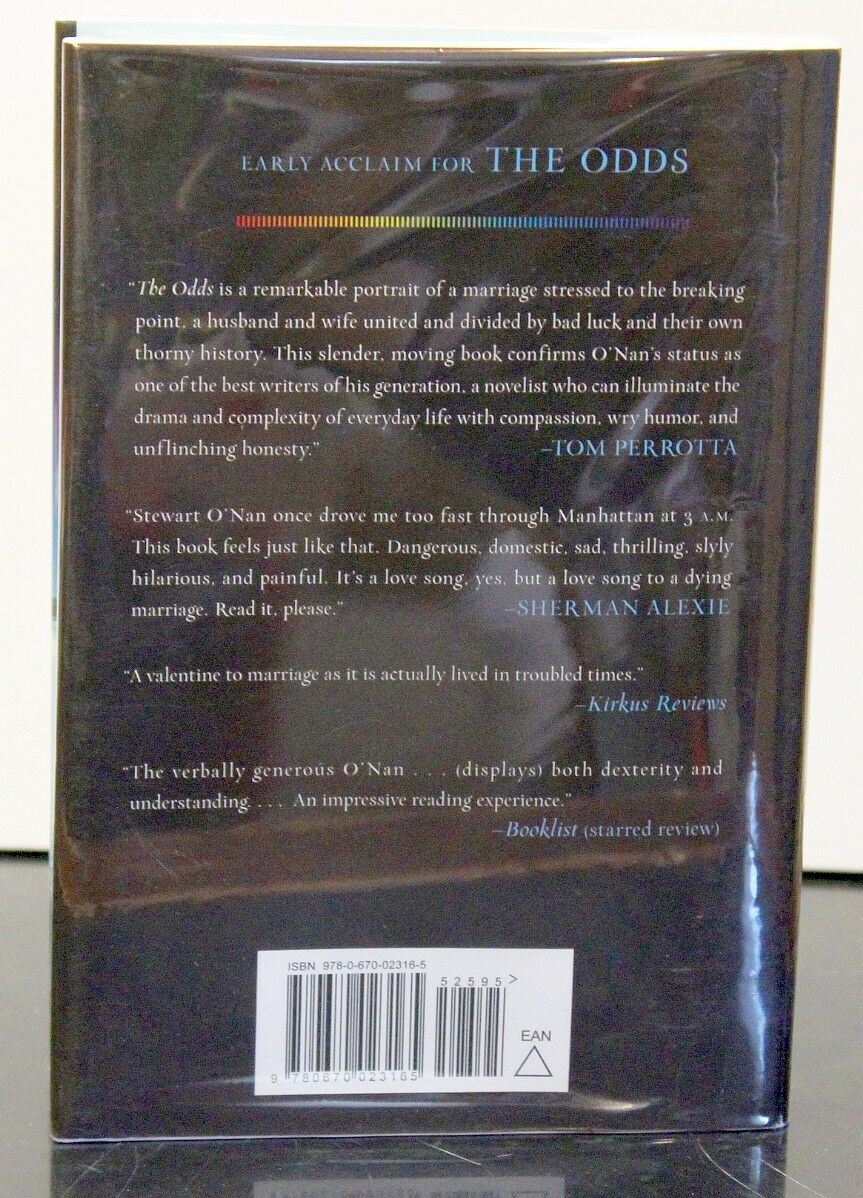 EARLY ACCLAIM FOR THE ODDS
“The Odds is a remarkable portrait of a marriage stressed to the breaking
point, a husband and wife united and divided by bad luck and their own
thorny history. This slender, moving book confirms O’Nan’s status as
one of the best writers of his generation, a novelist who can illuminate the
drama and complexity of everyday life with compassion, wry humor, and
unflinching honesty.” –TOM PERROTTA
“Stewart O’Nan once drove me too fast through Manhattan at 3 A.M.
This book feels just like that. Dangerous, domestic, sad, thrilling, slyly
hilarious, and painful. It’s a love song, yes, but a love song to a dying
marriage. Read it, please.” –SHERMAN ALEXIE
“A valentine to marriage as it is actually lived in troubled times.”
–Kirkus Reviews
“The verbally generous O’Nan . . . (displays) both dexterity and
understanding. . . . An impressive reading experience.”
–Booklist (starred review)
ISBN 978-0-670-02316-5
52595>
EAN
9 780670 023165